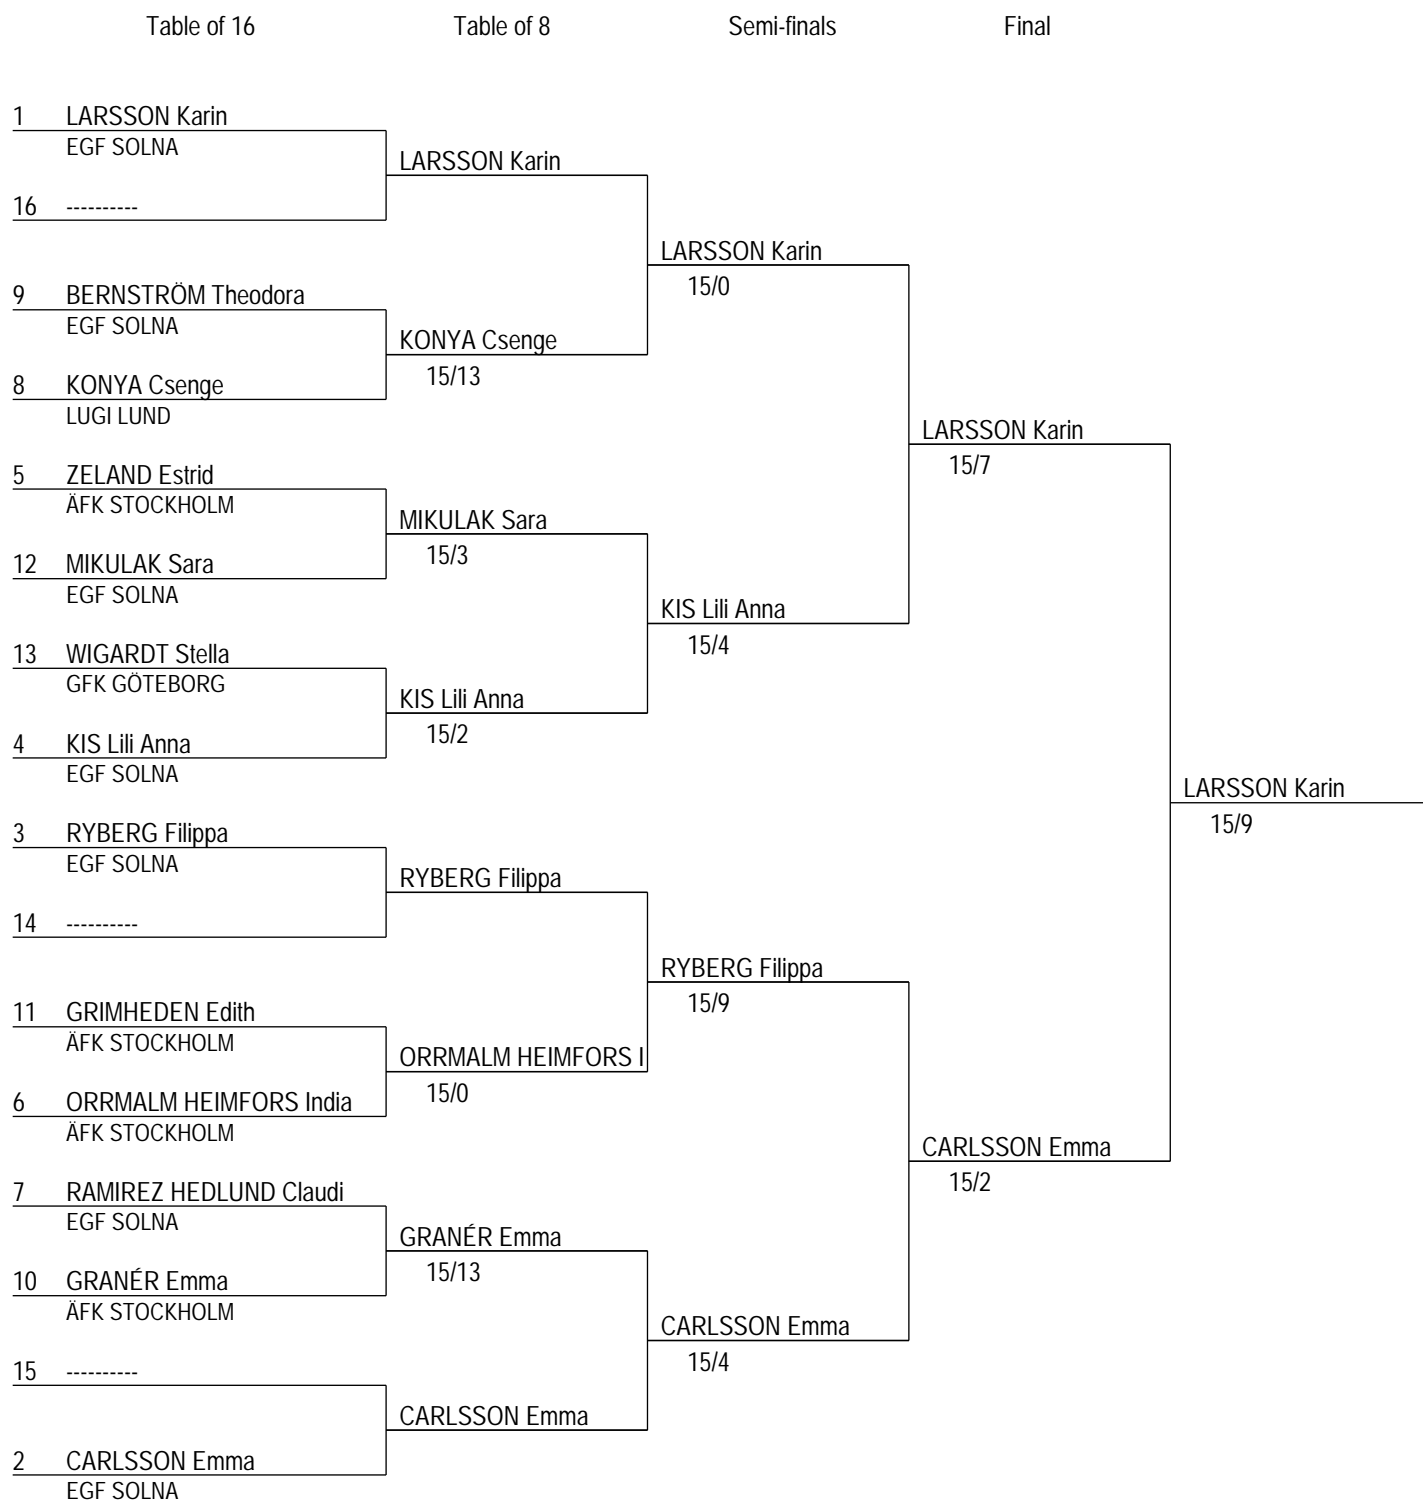 Table of 16 Table of 8 Semi-finals Final
1 LARSSON Karin
EGF SOLNA
LARSSON Karin
16 ----------
LARSSON Karin
15/0
9 BERNSTRÖM Theodora
EGF SOLNA
KONYA Csenge
15/13
8 KONYA Csenge
LUGI LUND
LARSSON Karin
15/7
5 ZELAND Estrid
ÄFK STOCKHOLM
MIKULAK Sara
15/3
12 MIKULAK Sara
EGF SOLNA
KIS Lili Anna
15/4
13 WIGARDT Stella
GFK GÖTEBORG
KIS Lili Anna
15/2
4 KIS Lili Anna
EGF SOLNA
LARSSON Karin
15/9
3 RYBERG Filippa
EGF SOLNA
RYBERG Filippa
14 ----------
RYBERG Filippa
15/9
11 GRIMHEDEN Edith
ÄFK STOCKHOLM
ORRMALM HEIMFORS I
15/0
6 ORRMALM HEIMFORS India
ÄFK STOCKHOLM
CARLSSON Emma
15/2
7 RAMIREZ HEDLUND Claudi
EGF SOLNA
GRANÉR Emma
15/13
10 GRANÉR Emma
ÄFK STOCKHOLM
CARLSSON Emma
15/4
15 ----------
CARLSSON Emma
2 CARLSSON Emma
EGF SOLNA